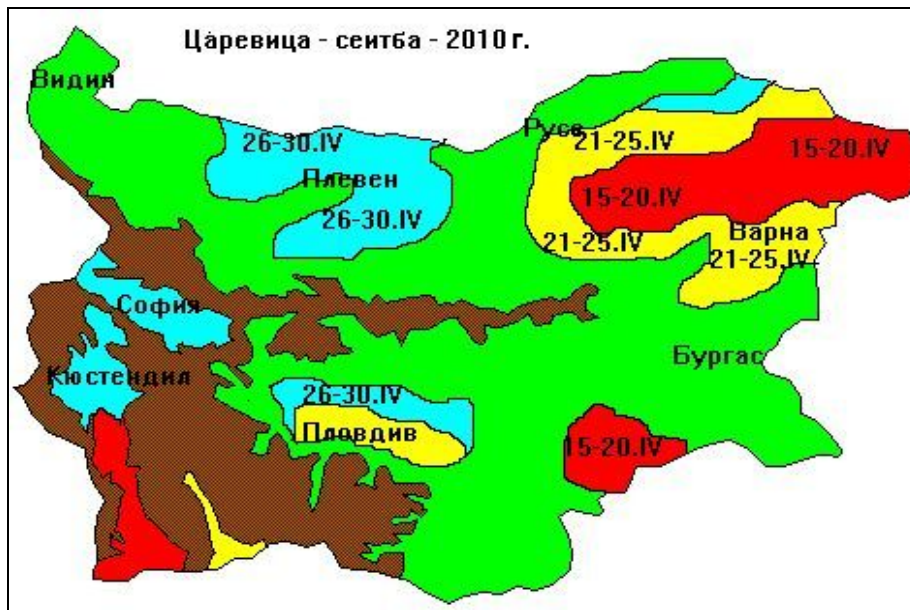 Царевица - сеитба - 2010 г.
Видин
26-30.IV
Русе
21-25.IV
15-20.IV
Плевен
15-20.IV
26-30.IV
21-25.IV
Варна
21-25.IV
София
Бургас
Кюстендил
26-30.IV
Пловдив
15-20.IV